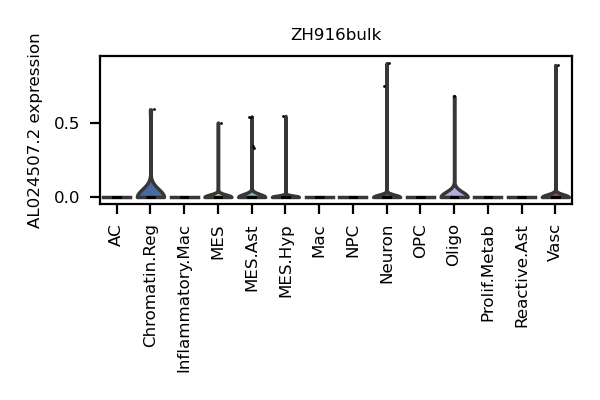 ZH916bulk
AL024507.2 expression
0.5
0.0
AC
Chromatin.Reg
Inflammatory.Mac
MES
MES.Ast
MES.Hyp
Mac
NPC
Neuron
OPC
Oligo
Prolif.Metab
Reactive.Ast
Vasc